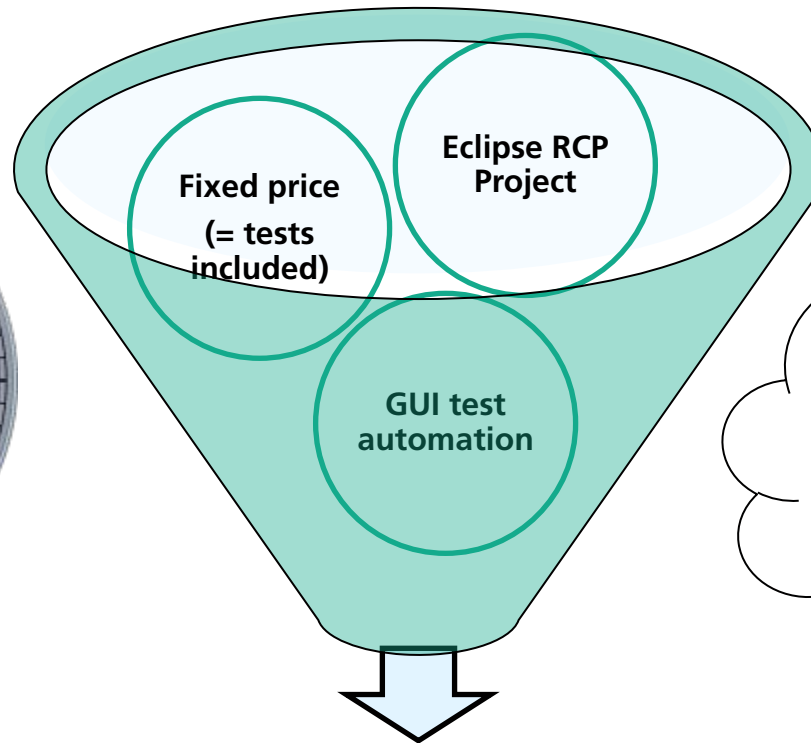 Fixed price
(= tests
included)
Eclipse RCP
Project
GUI test
automation